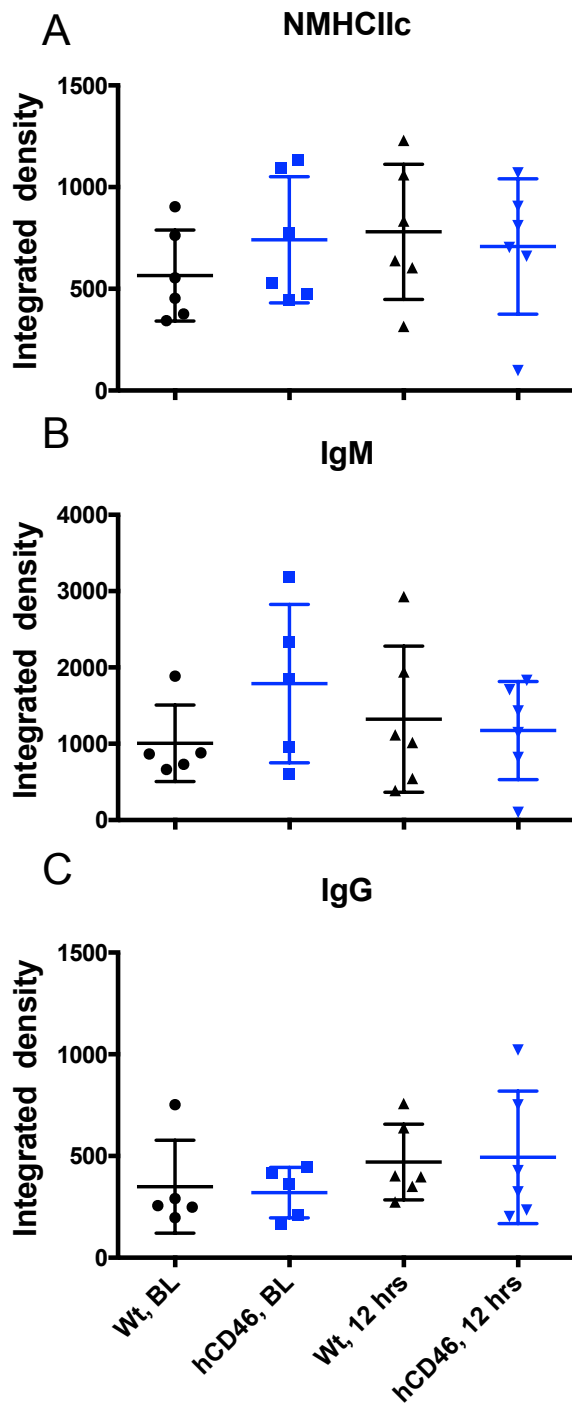 A
NMHCIIc
Integrated density
1500
1000
500
0
B
IgM
Integrated density
4000
3000
2000
1000
0
C
IgG
Integrated density
1500
1000
500
0
Wt, BL
hCD46, BL
Wt, 12 hrs
hCD46, 12 hrs